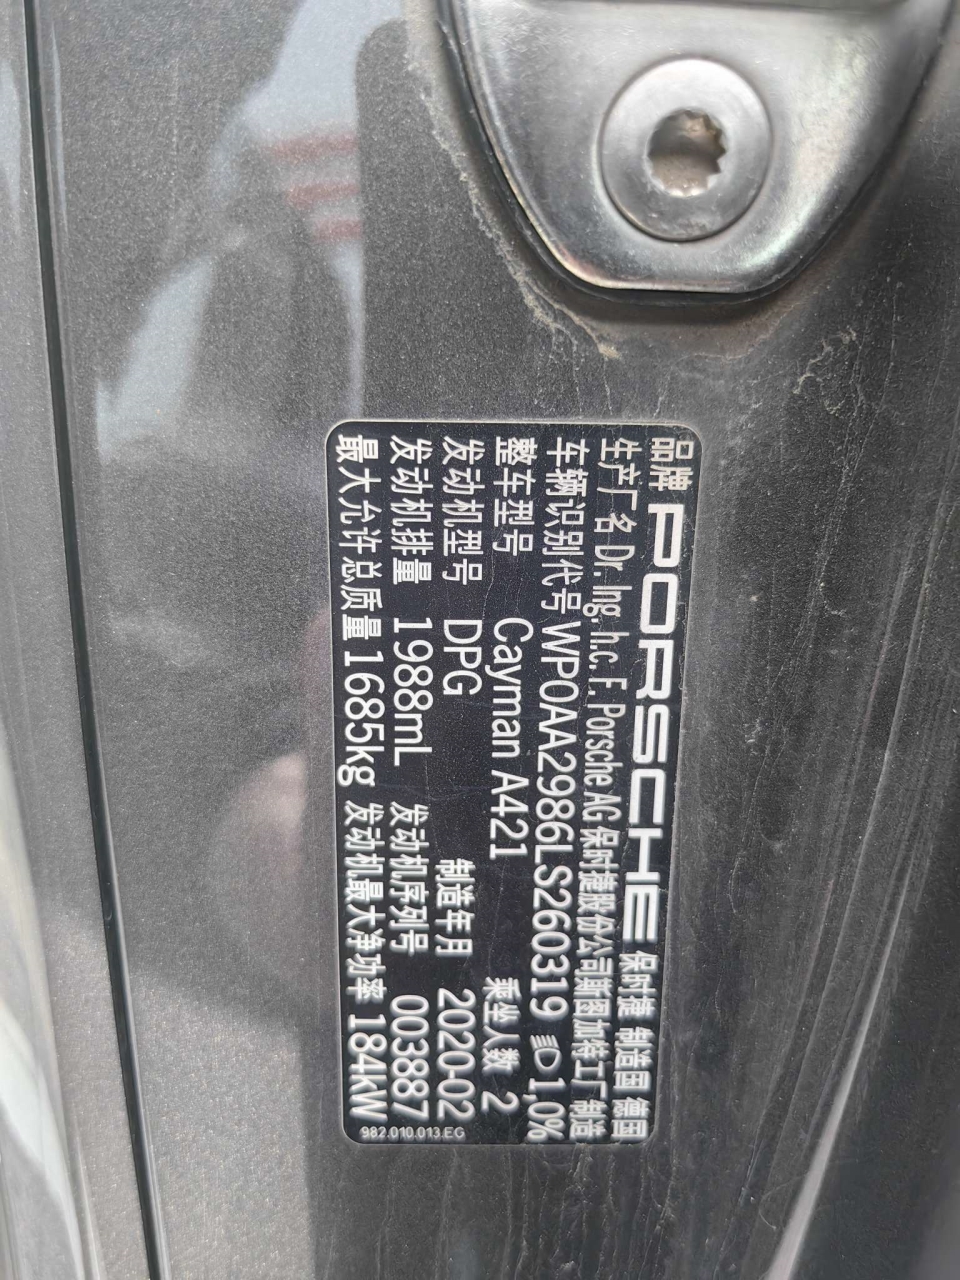 品牌 PORSCHE 保时捷 制造国 德国
生产厂名 Dr. Ing. h.c. F. Porsche AG 保时捷股份公司斯图加特工厂制造
车辆识别代号 WP0AA2986LS260319 1,0%
整车型号 Cayman A421 乘坐人数 2
发动机型号 DPG 制造年月 2020-02
发动机排量 1988mL 发动机序列号 003887
最大允许总质量 1685kg 发动机最大净功率 184kW
982.010.013.EG